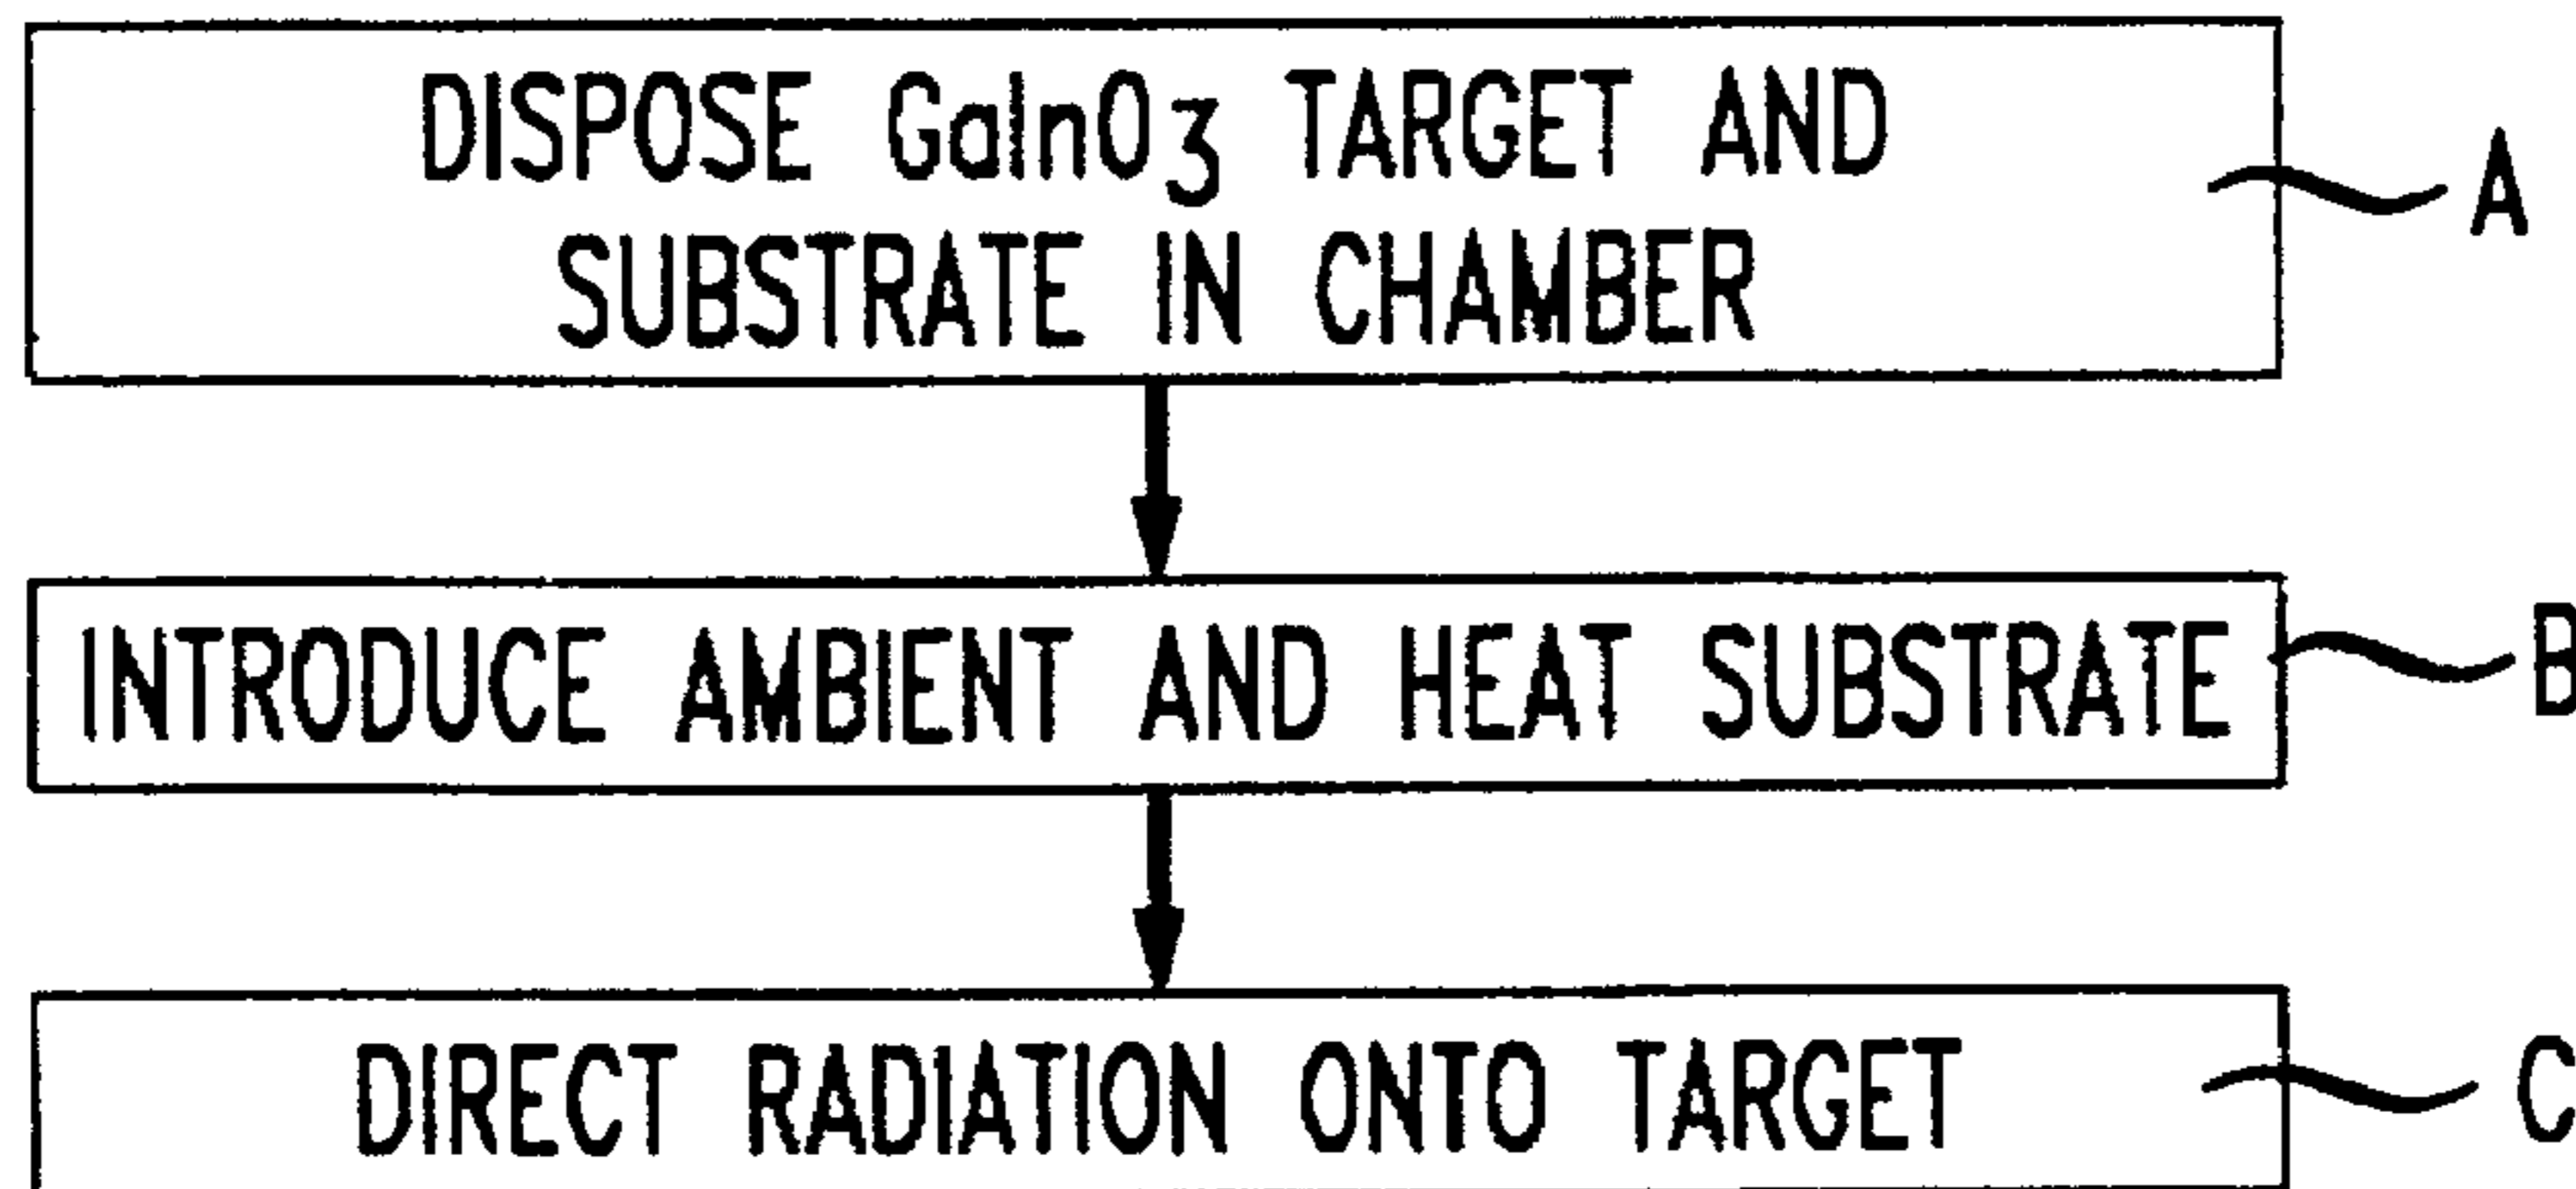 DISPOSE GaInO₃ TARGET AND
SUBSTRATE IN CHAMBER
A
INTRODUCE AMBIENT AND HEAT SUBSTRATE
B
DIRECT RADIATION ONTO TARGET
C